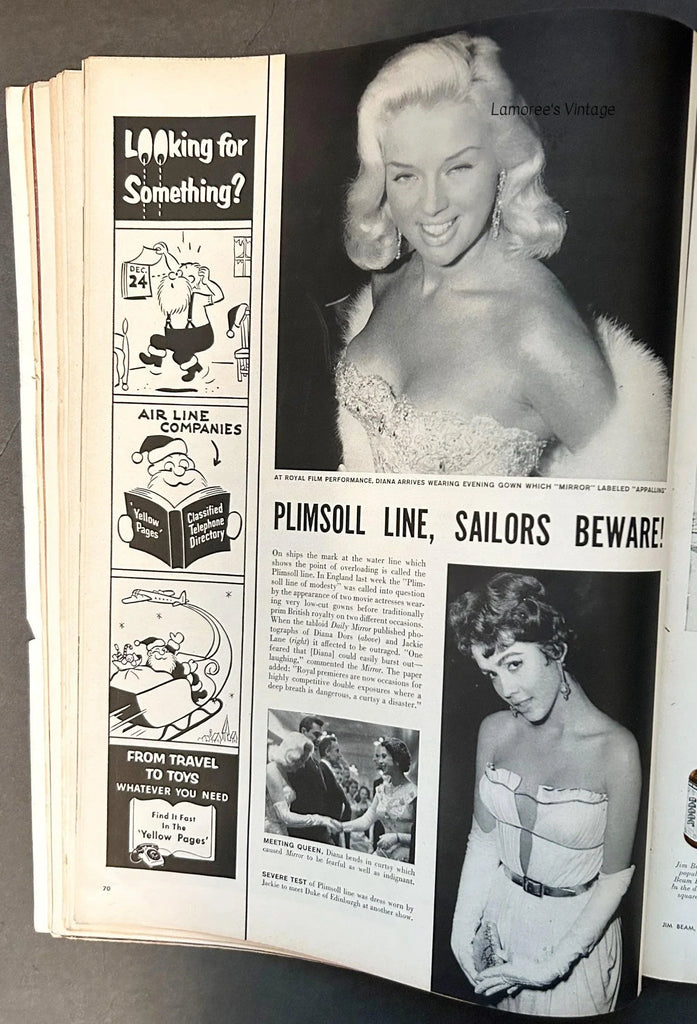 Lamoree's Vintage
Looking for
Something?
DEC.
24
AIR LINE
COMPANIES
'Yellow
Pages'
Classified
Telephone
Directory
FROM TRAVEL
TO TOYS
WHATEVER YOU NEED
Find It Fast
In The
'Yellow Pages'
70
AT ROYAL FILM PERFORMANCE, DIANA ARRIVES WEARING EVENING GOWN WHICH "MIRROR" LABELED "APPALLING"
PLIMSOLL LINE, SAILORS BEWARE!
On ships the mark at the water line which
shows the point of overloading is called the
Plimsoll line. In England last week the "Plim-
soll line of modesty" was called into question
by the appearance of two movie actresses wear-
ing very low-cut gowns before traditionally
prim British royalty on two different occasions.
When the tabloid Daily Mirror published pho-
tographs of Diana Dors (above) and Jackie
Lane (right) it affected to be outraged. "One
feared that [Diana] could easily burst out—
laughing," commented the Mirror. The paper
added: "Royal premieres are now occasions for
highly competitive double exposures where a
deep breath is dangerous, a curtsy a disaster."
MEETING QUEEN, Diana bends in curtsy which
caused Mirror to be fearful as well as indignant.
SEVERE TEST of Plimsoll line was dress worn by
Jackie to meet Duke of Edinburgh at another show.
Jim Be
popul
Beam
In the d
square
JIM BEAM,